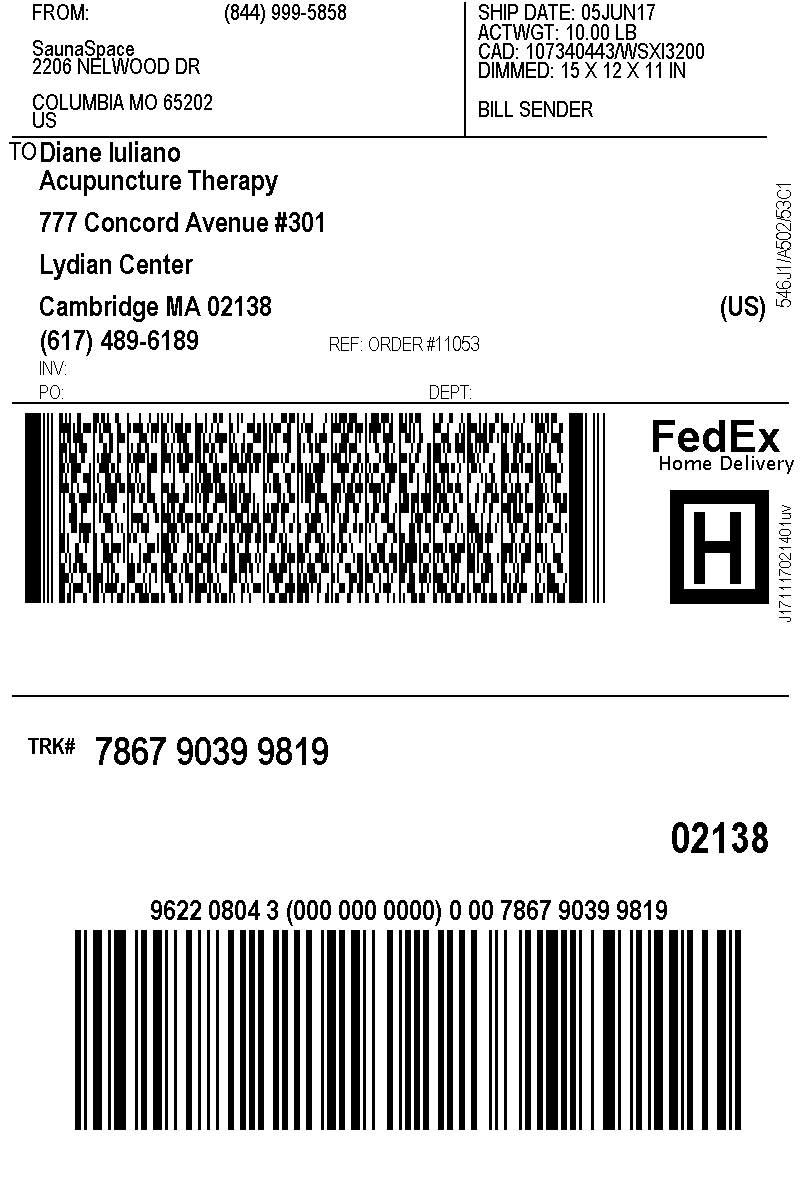 FROM: (844) 999-5858
SaunaSpace
2206 NELWOOD DR
COLUMBIA MO 65202
US
SHIP DATE: 05JUN17
ACTWGT: 10.00 LB
CAD: 107340443/WSXI3200
DIMMED: 15 X 12 X 11 IN
BILL SENDER
TO Diane Iuliano
Acupuncture Therapy
777 Concord Avenue #301
Lydian Center
Cambridge MA 02138 (US)
(617) 489-6189 REF: ORDER #11053
INV:
PO: DEPT:
546J1/A502/53C1
FedEx
Home Delivery
H
J171117021401uv
TRK# 7867 9039 9819
02138
9622 0804 3 (000 000 0000) 0 00 7867 9039 9819